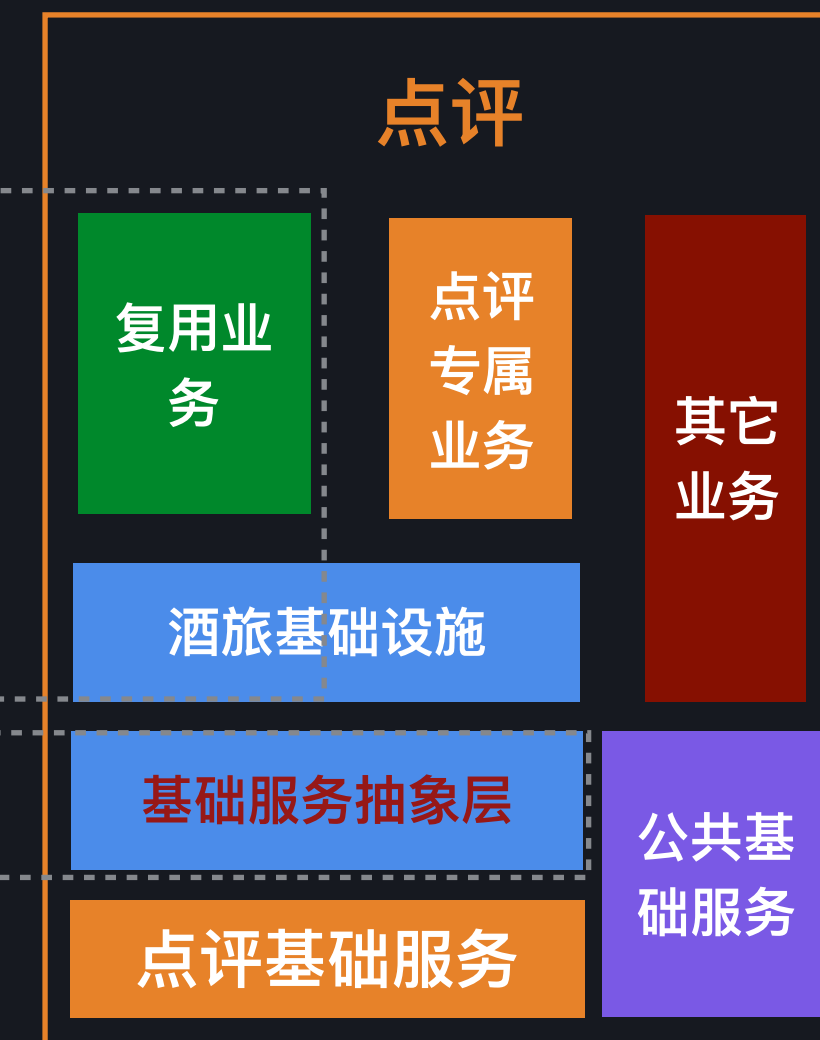 点评
复用业
务
点评
专属
业务
其它
业务
酒旅基础设施
基础服务抽象层
公共基
础服务
点评基础服务